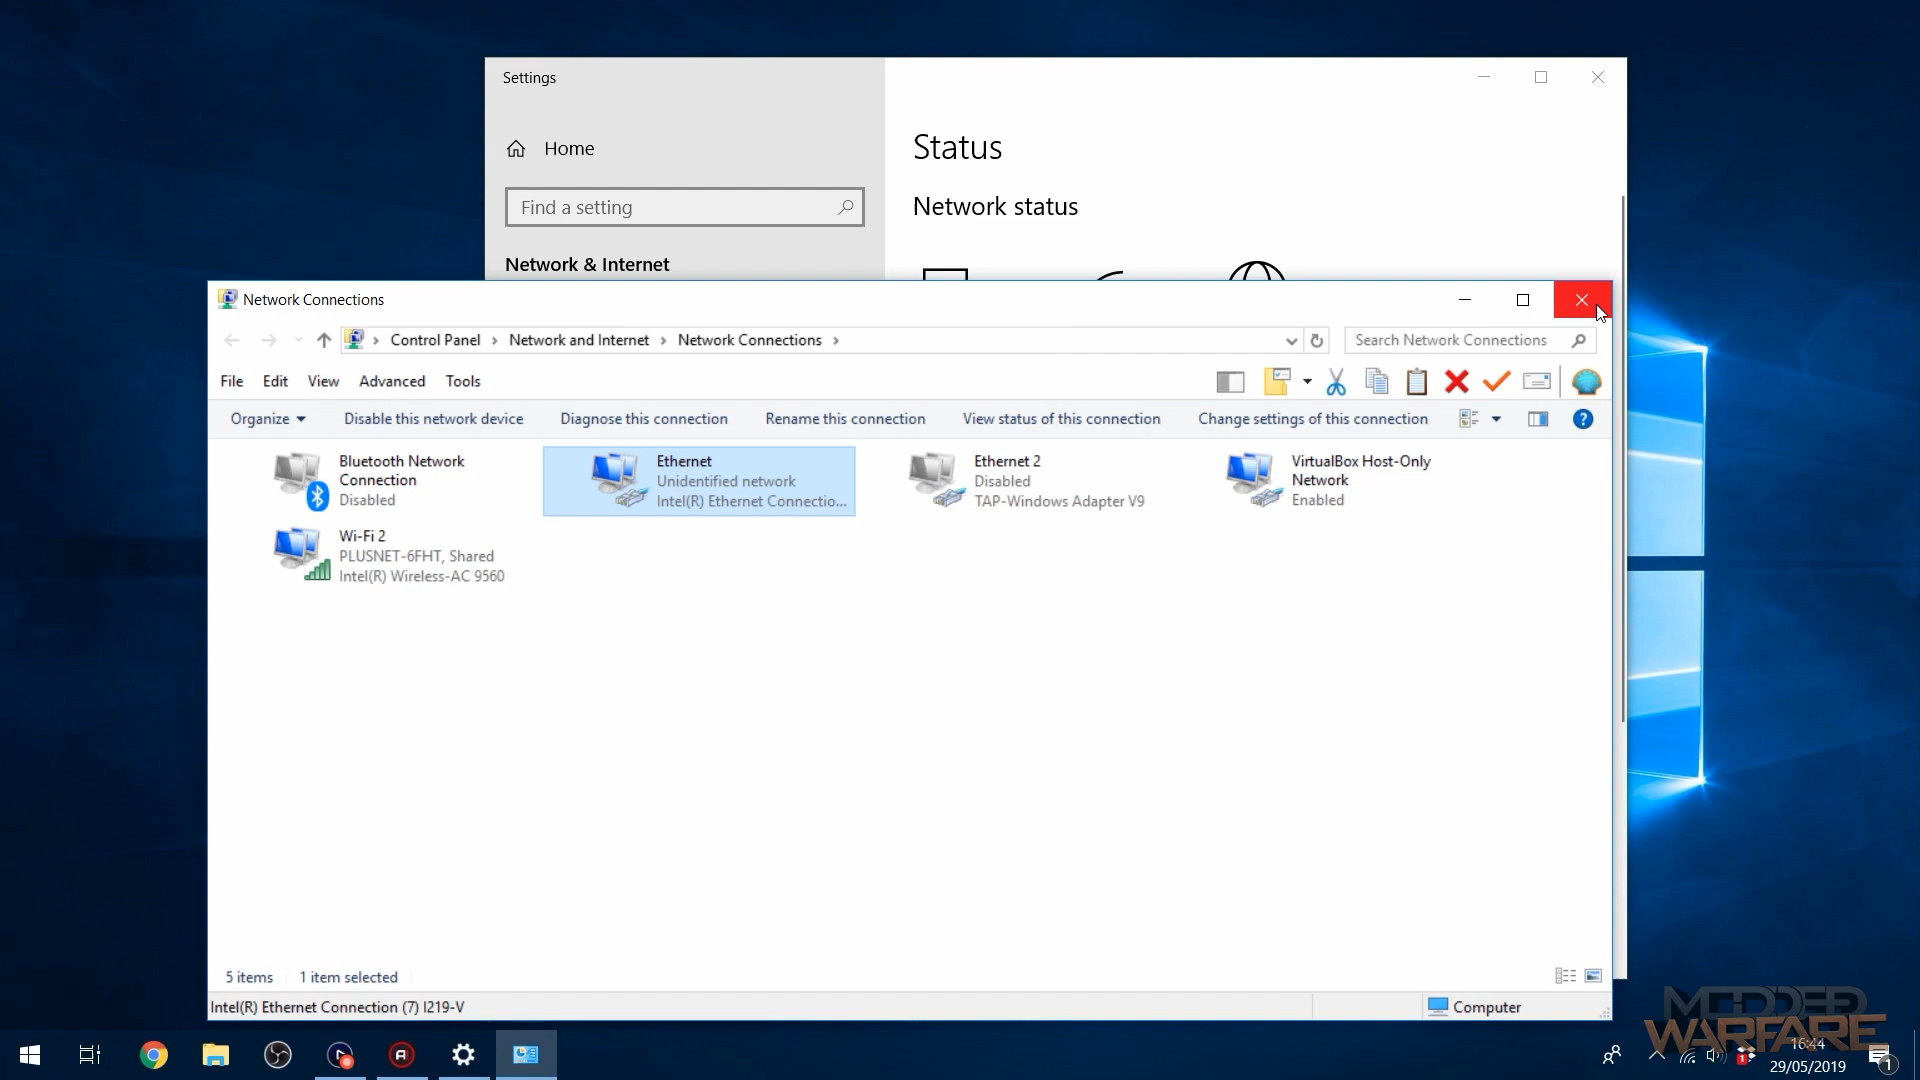 Settings
Home
Find a setting
Network & Internet
Status
Network status
Network Connections
Control Panel > Network and Internet > Network Connections >
Search Network Connections
File Edit View Advanced Tools
Organize Disable this network device Diagnose this connection Rename this connection View status of this connection Change settings of this connection
Bluetooth Network
Connection
Disabled
Ethernet
Unidentified network
Intel(R) Ethernet Connectio...
Ethernet 2
Disabled
TAP-Windows Adapter V9
VirtualBox Host-Only
Network
Enabled
Wi-Fi 2
PLUSNET-6FHT, Shared
Intel(R) Wireless-AC 9560
5 items 1 item selected
Intel(R) Ethernet Connection (7) I219-V
Computer
MODDED
WARFARE
16:44
29/05/2019
1
1